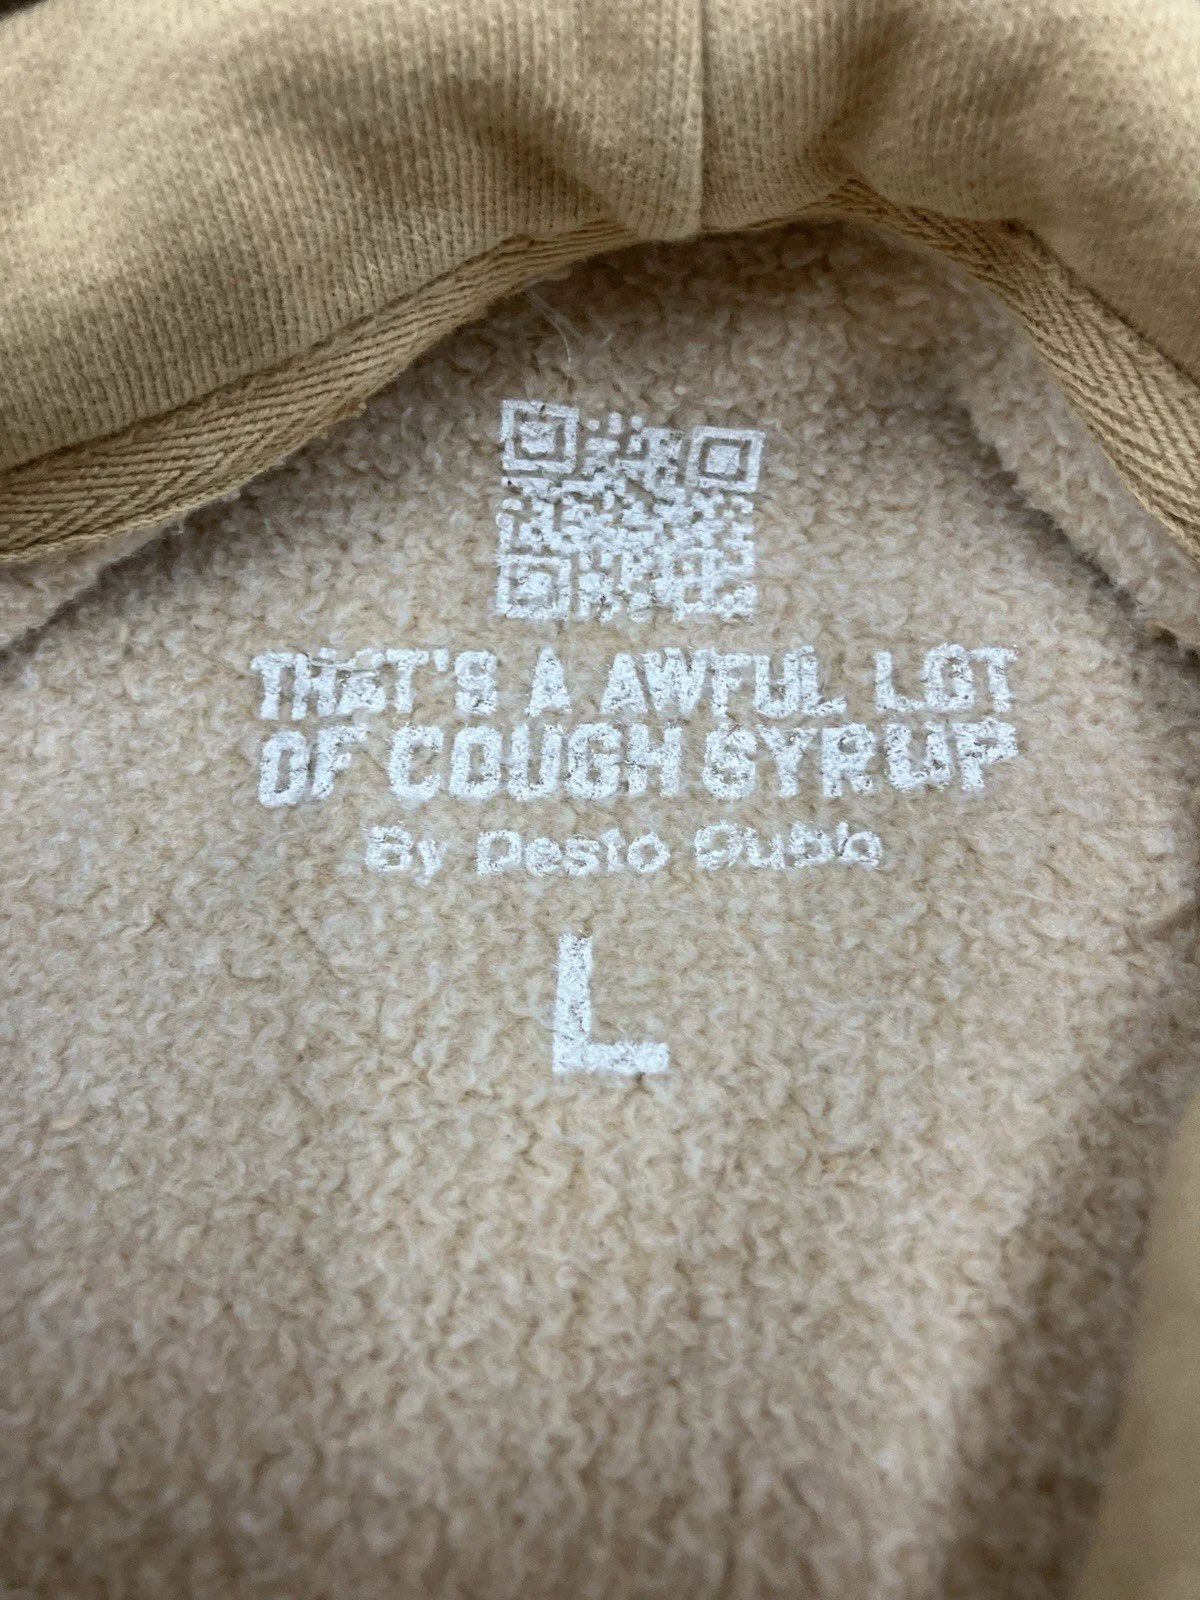 THAT'S A AWFUL LOT
OF COUGH SYRUP
By Desto Dubb
L